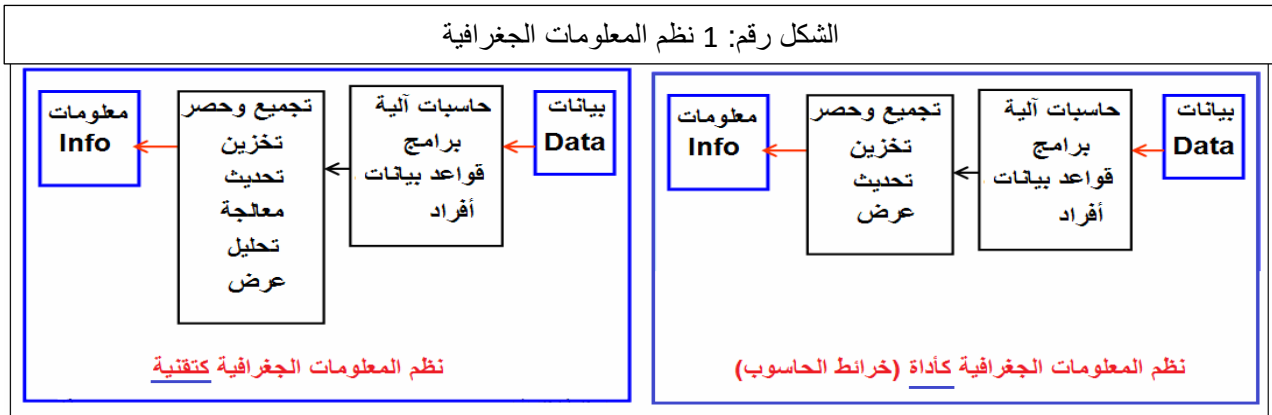 الشكل رقم: 1 نظم المعلومات الجغرافية
بيانات
Data
حاسبات آلية
برامج
قواعد بيانات
أفراد
تجميع وحصر
تخزين
تحديث
عرض
معلومات
Info
نظم المعلومات الجغرافية كأداة (خرائط الحاسوب)
بيانات
Data
حاسبات آلية
برامج
قواعد بيانات
أفراد
تجميع وحصر
تخزين
تحديث
معالجة
تحليل
عرض
معلومات
Info
نظم المعلومات الجغرافية كتقنية